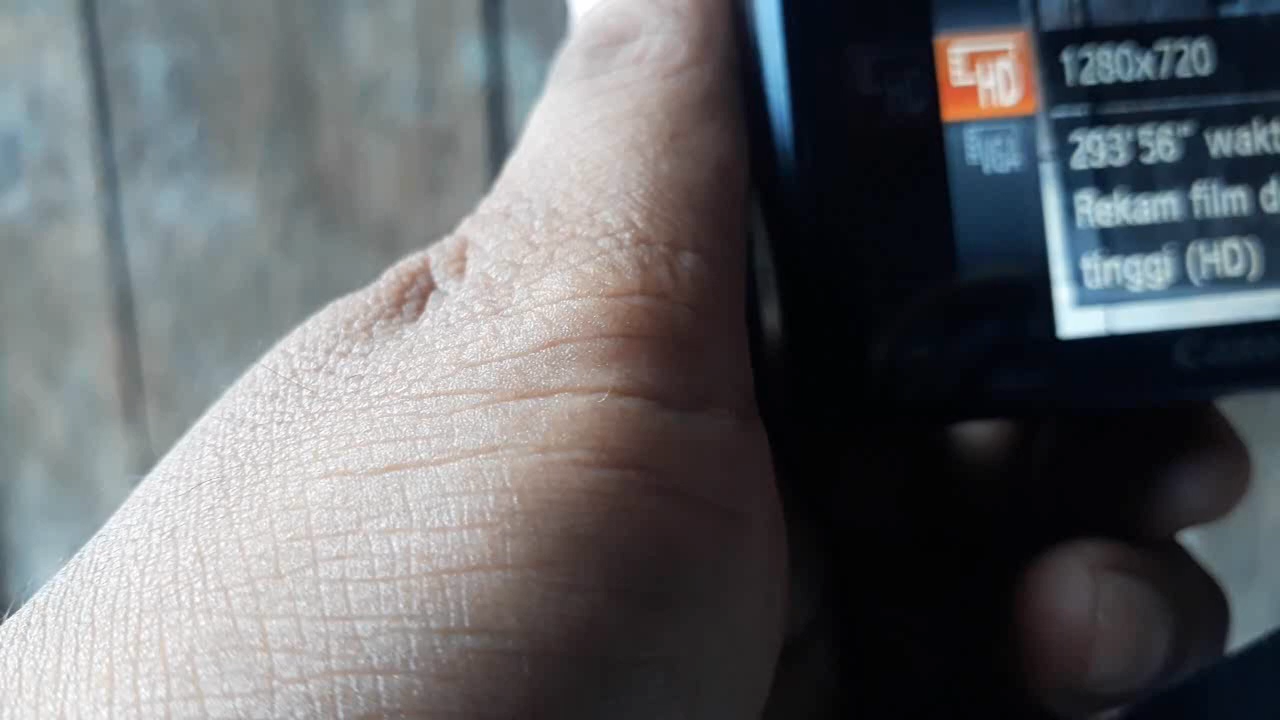 HD
1280x720
293'56" wakt
Rekam film d
tinggi (HD)